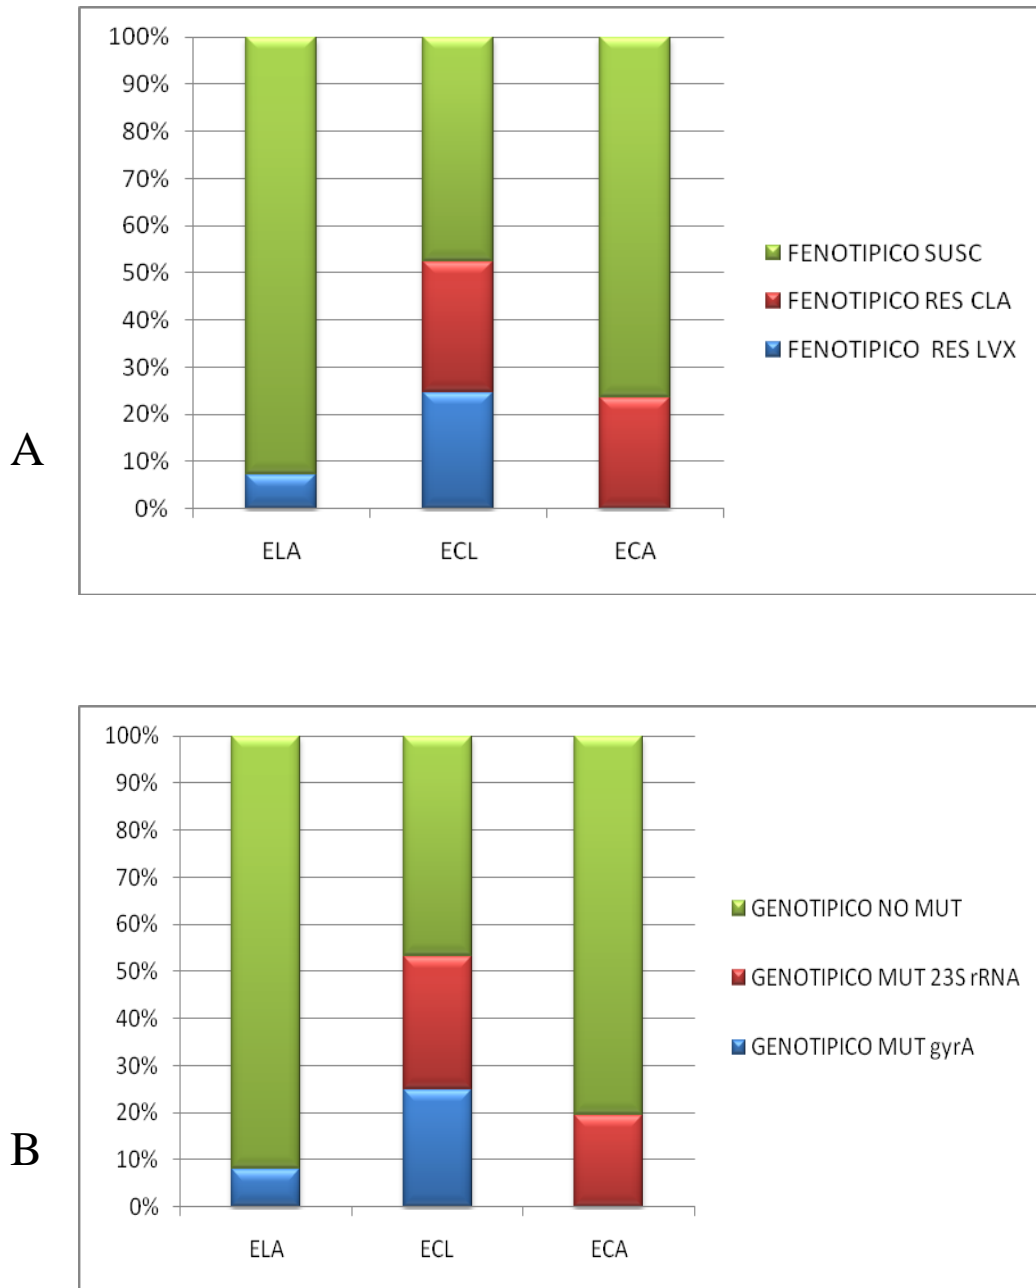 A
100%
90%
80%
70%
60%
50%
40%
30%
20%
10%
0%
ELA ECL ECA
FENOTIPICO SUSC
FENOTIPICO RES CLA
FENOTIPICO RES LVX
B
100%
90%
80%
70%
60%
50%
40%
30%
20%
10%
0%
ELA ECL ECA
GENOTIPICO NO MUT
GENOTIPICO MUT 23S rRNA
GENOTIPICO MUT gyrA